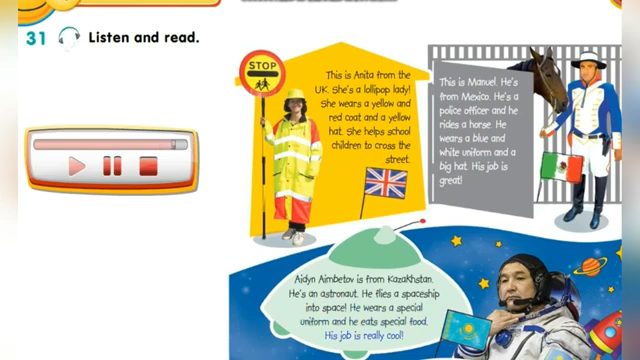 31 Listen and read.
STOP
This is Anita from the
UK. She's a lollipop lady!
She wears a yellow and
red coat and a yellow
hat. She helps school
children to cross the
street.
This is Manuel. He's
from Mexico. He's a
police officer and he
rides a horse. He
wears a blue and
white uniform and a
big hat. His job is
great!
Aidyn Aimbetov is from Kazakhstan.
He's an astronaut. He flies a spaceship
into space! He wears a special
uniform and he eats special food.
His job is really cool!